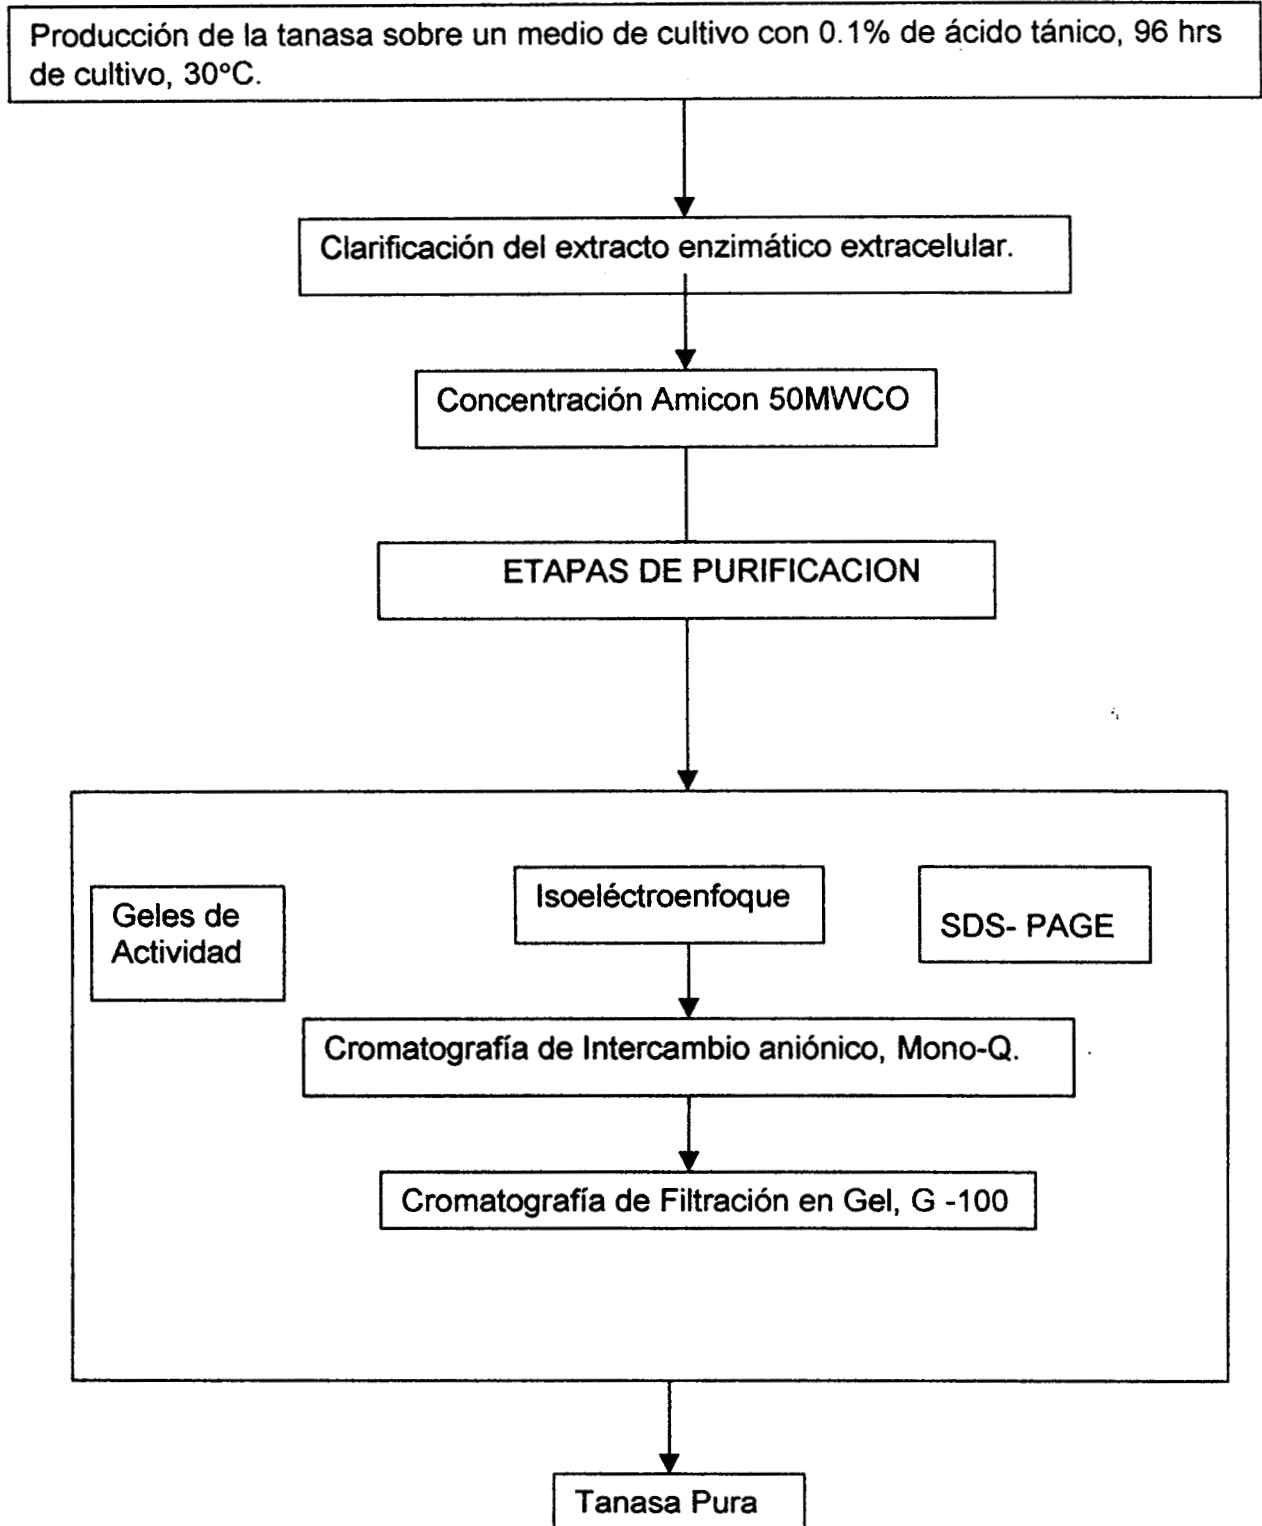 Producción de la tanasa sobre un medio de cultivo con 0.1% de ácido tánico, 96 hrs
de cultivo, 30°C.
Clarificación del extracto enzimático extracelular.
Concentración Amicon 50MWCO
ETAPAS DE PURIFICACION
Geles de
Actividad
Isoeléctroenfoque
SDS- PAGE
Cromatografía de Intercambio aniónico, Mono-Q.
Cromatografía de Filtración en Gel, G -100
Tanasa Pura